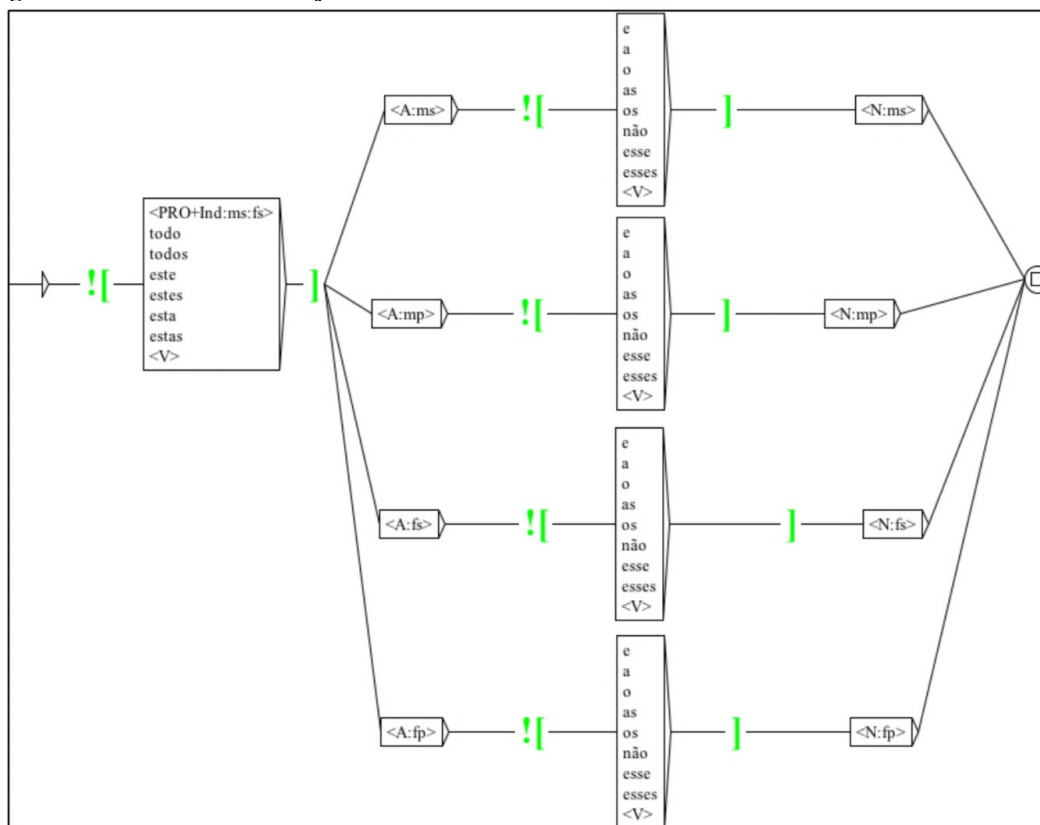 <PRO+Ind:ms:fs>
todo
todos
este
estes
esta
estas
<V>
![
]
<A:ms>
![
e
a
o
as
os
não
esse
esses
<V>
]
<N:ms>
<A:mp>
![
e
a
o
as
os
não
esse
esses
<V>
]
<N:mp>
<A:fs>
![
e
a
o
as
os
não
esse
esses
<V>
]
<N:fs>
<A:fp>
![
e
a
o
as
os
não
esse
esses
<V>
]
<N:fp>